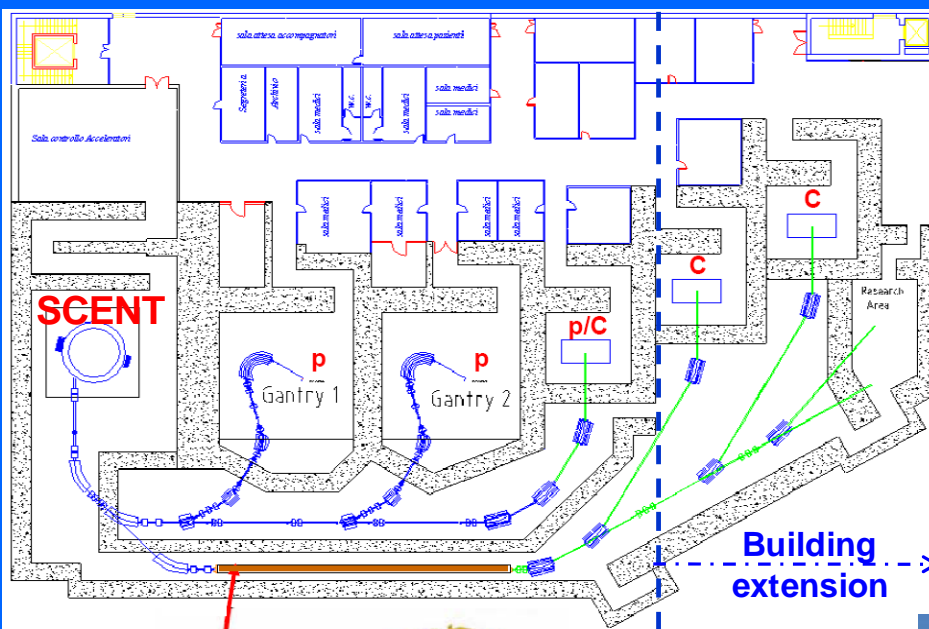 sala attesa accompagnatori
sala attesa pazienti
Segreteria
Archivio
sala medici
w.c.
w.c.
sala medici
sala medici
sala medici
Sala controllo Acceleratori
sala medici
sala medici
sala medici
sala medici
C
C
Research
Area
SCENT
p/C
p
p
Gantry 1
Gantry 2
Building
extension